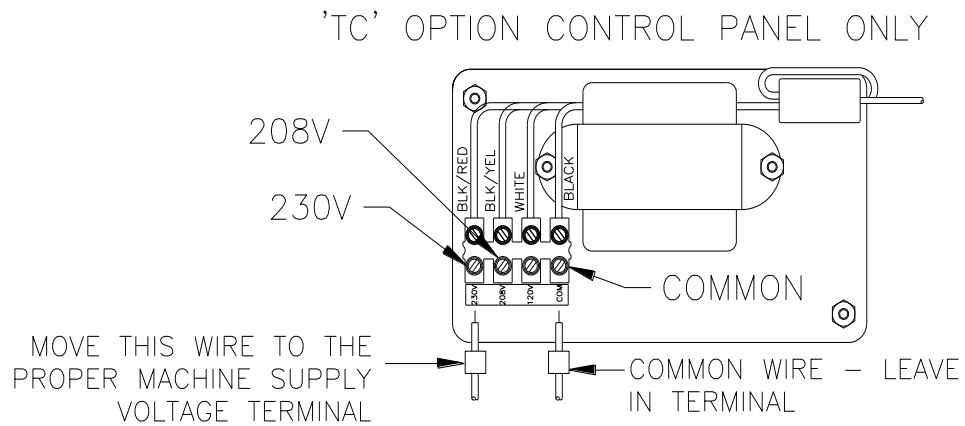 'TC' OPTION CONTROL PANEL ONLY
208V
230V
BLK/RED
BLK/YEL
WHITE
BLACK
230V
208V
120V
COM
COMMON
MOVE THIS WIRE TO THE
PROPER MACHINE SUPPLY
VOLTAGE TERMINAL
COMMON WIRE – LEAVE
IN TERMINAL